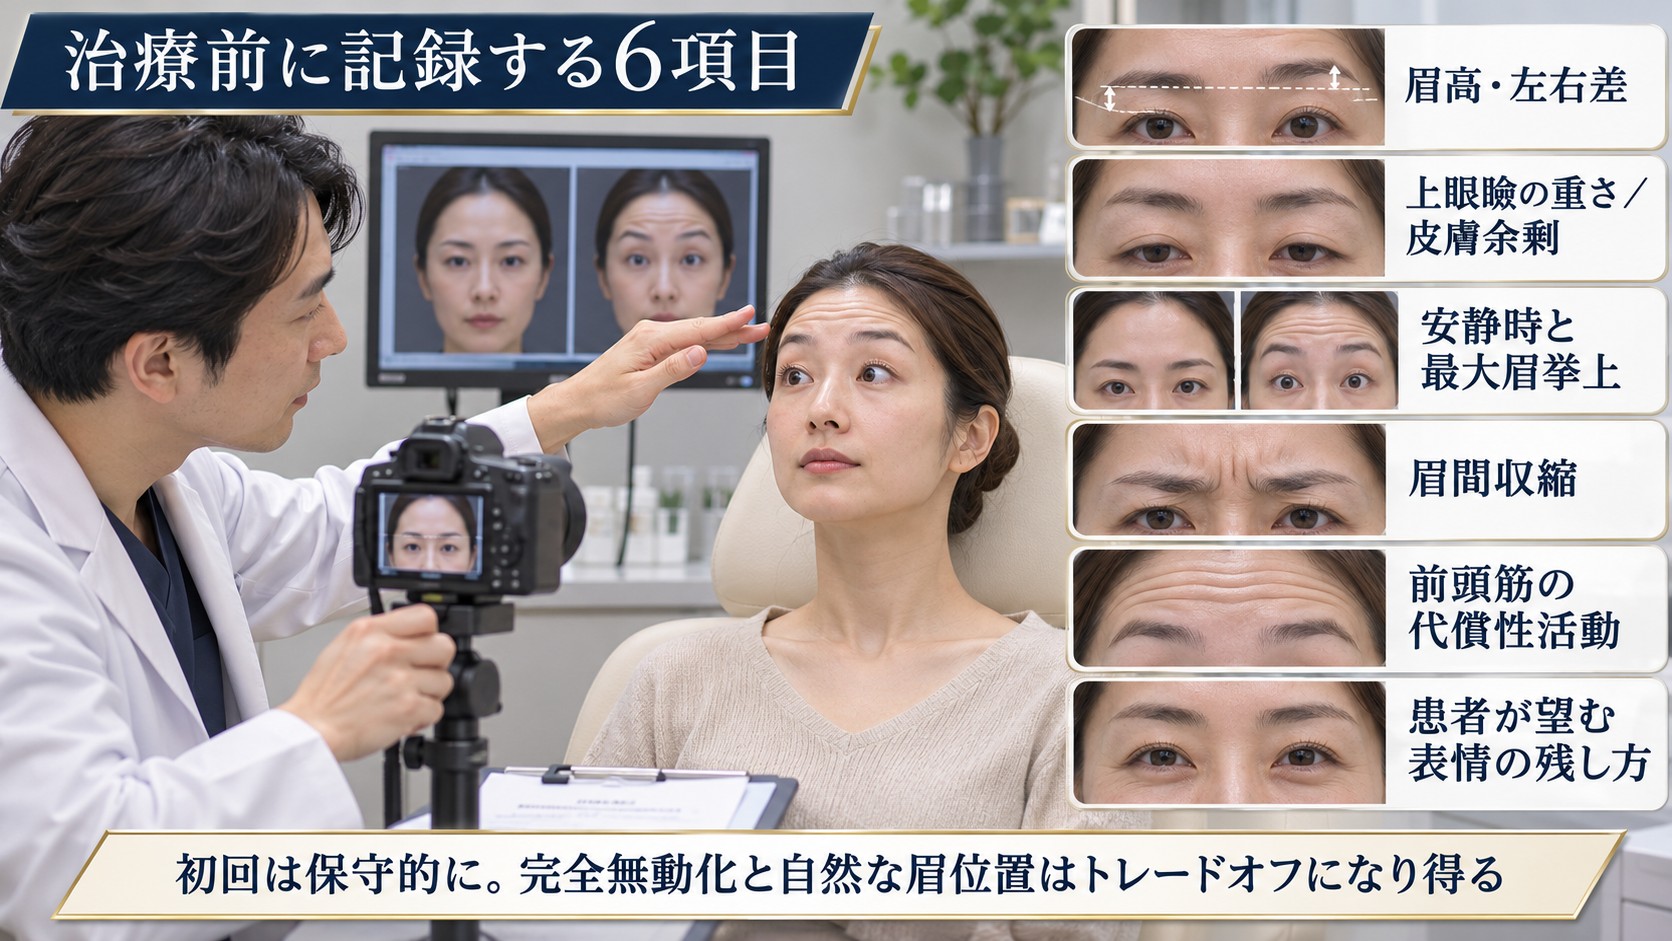 治療前に記録する6項目
眉高・左右差
上眼瞼の重さ／
皮膚余剰
安静時と
最大眉挙上
眉間収縮
前頭筋の
代償性活動
患者が望む
表情の残し方
初回は保守的に。完全無動化と自然な眉位置はトレードオフになり得る